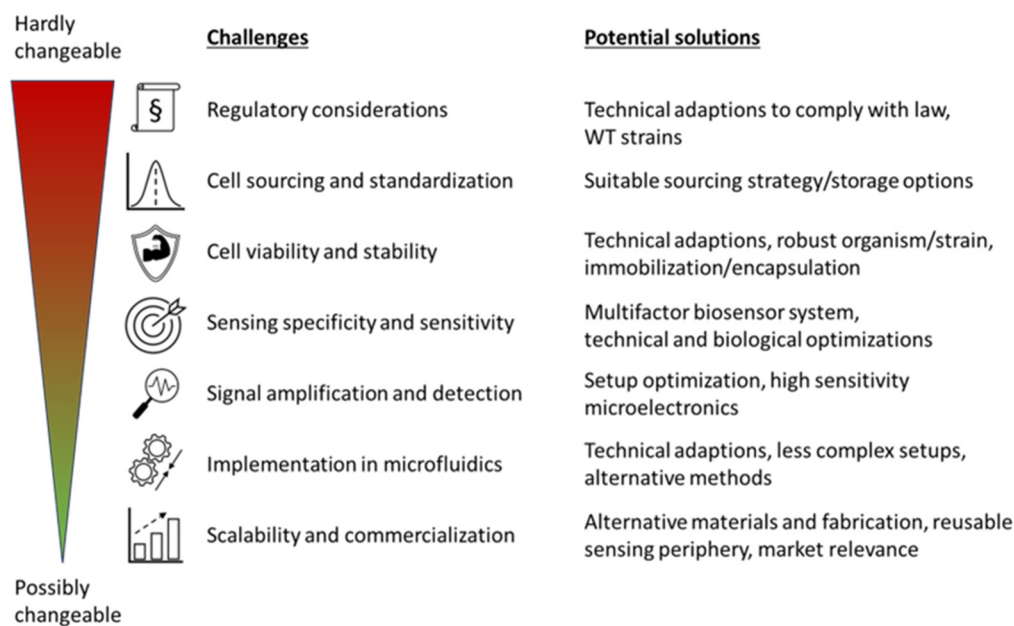 Hardly
changeable
Challenges
Potential solutions
§
Regulatory considerations
Technical adaptions to comply with law,
WT strains
Cell sourcing and standardization
Suitable sourcing strategy/storage options
Cell viability and stability
Technical adaptions, robust organism/strain,
immobilization/encapsulation
Sensing specificity and sensitivity
Multifactor biosensor system,
technical and biological optimizations
Signal amplification and detection
Setup optimization, high sensitivity
microelectronics
Implementation in microfluidics
Technical adaptions, less complex setups,
alternative methods
Scalability and commercialization
Alternative materials and fabrication, reusable
sensing periphery, market relevance
Possibly
changeable